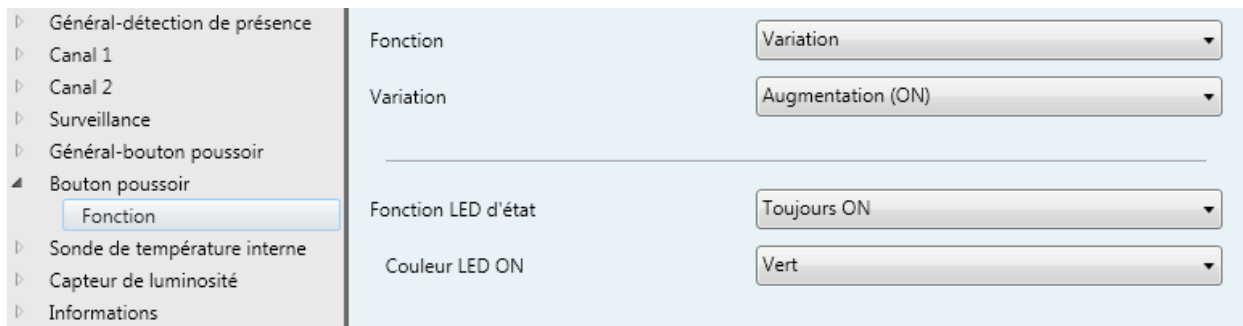 Général-détection de présence
Canal 1
Canal 2
Surveillance
Général-bouton poussoir
Bouton poussoir
Fonction
Sonde de température interne
Capteur de luminosité
Informations
Fonction
Variation
Variation
Augmentation (ON)
Fonction LED d'état
Toujours ON
Couleur LED ON
Vert